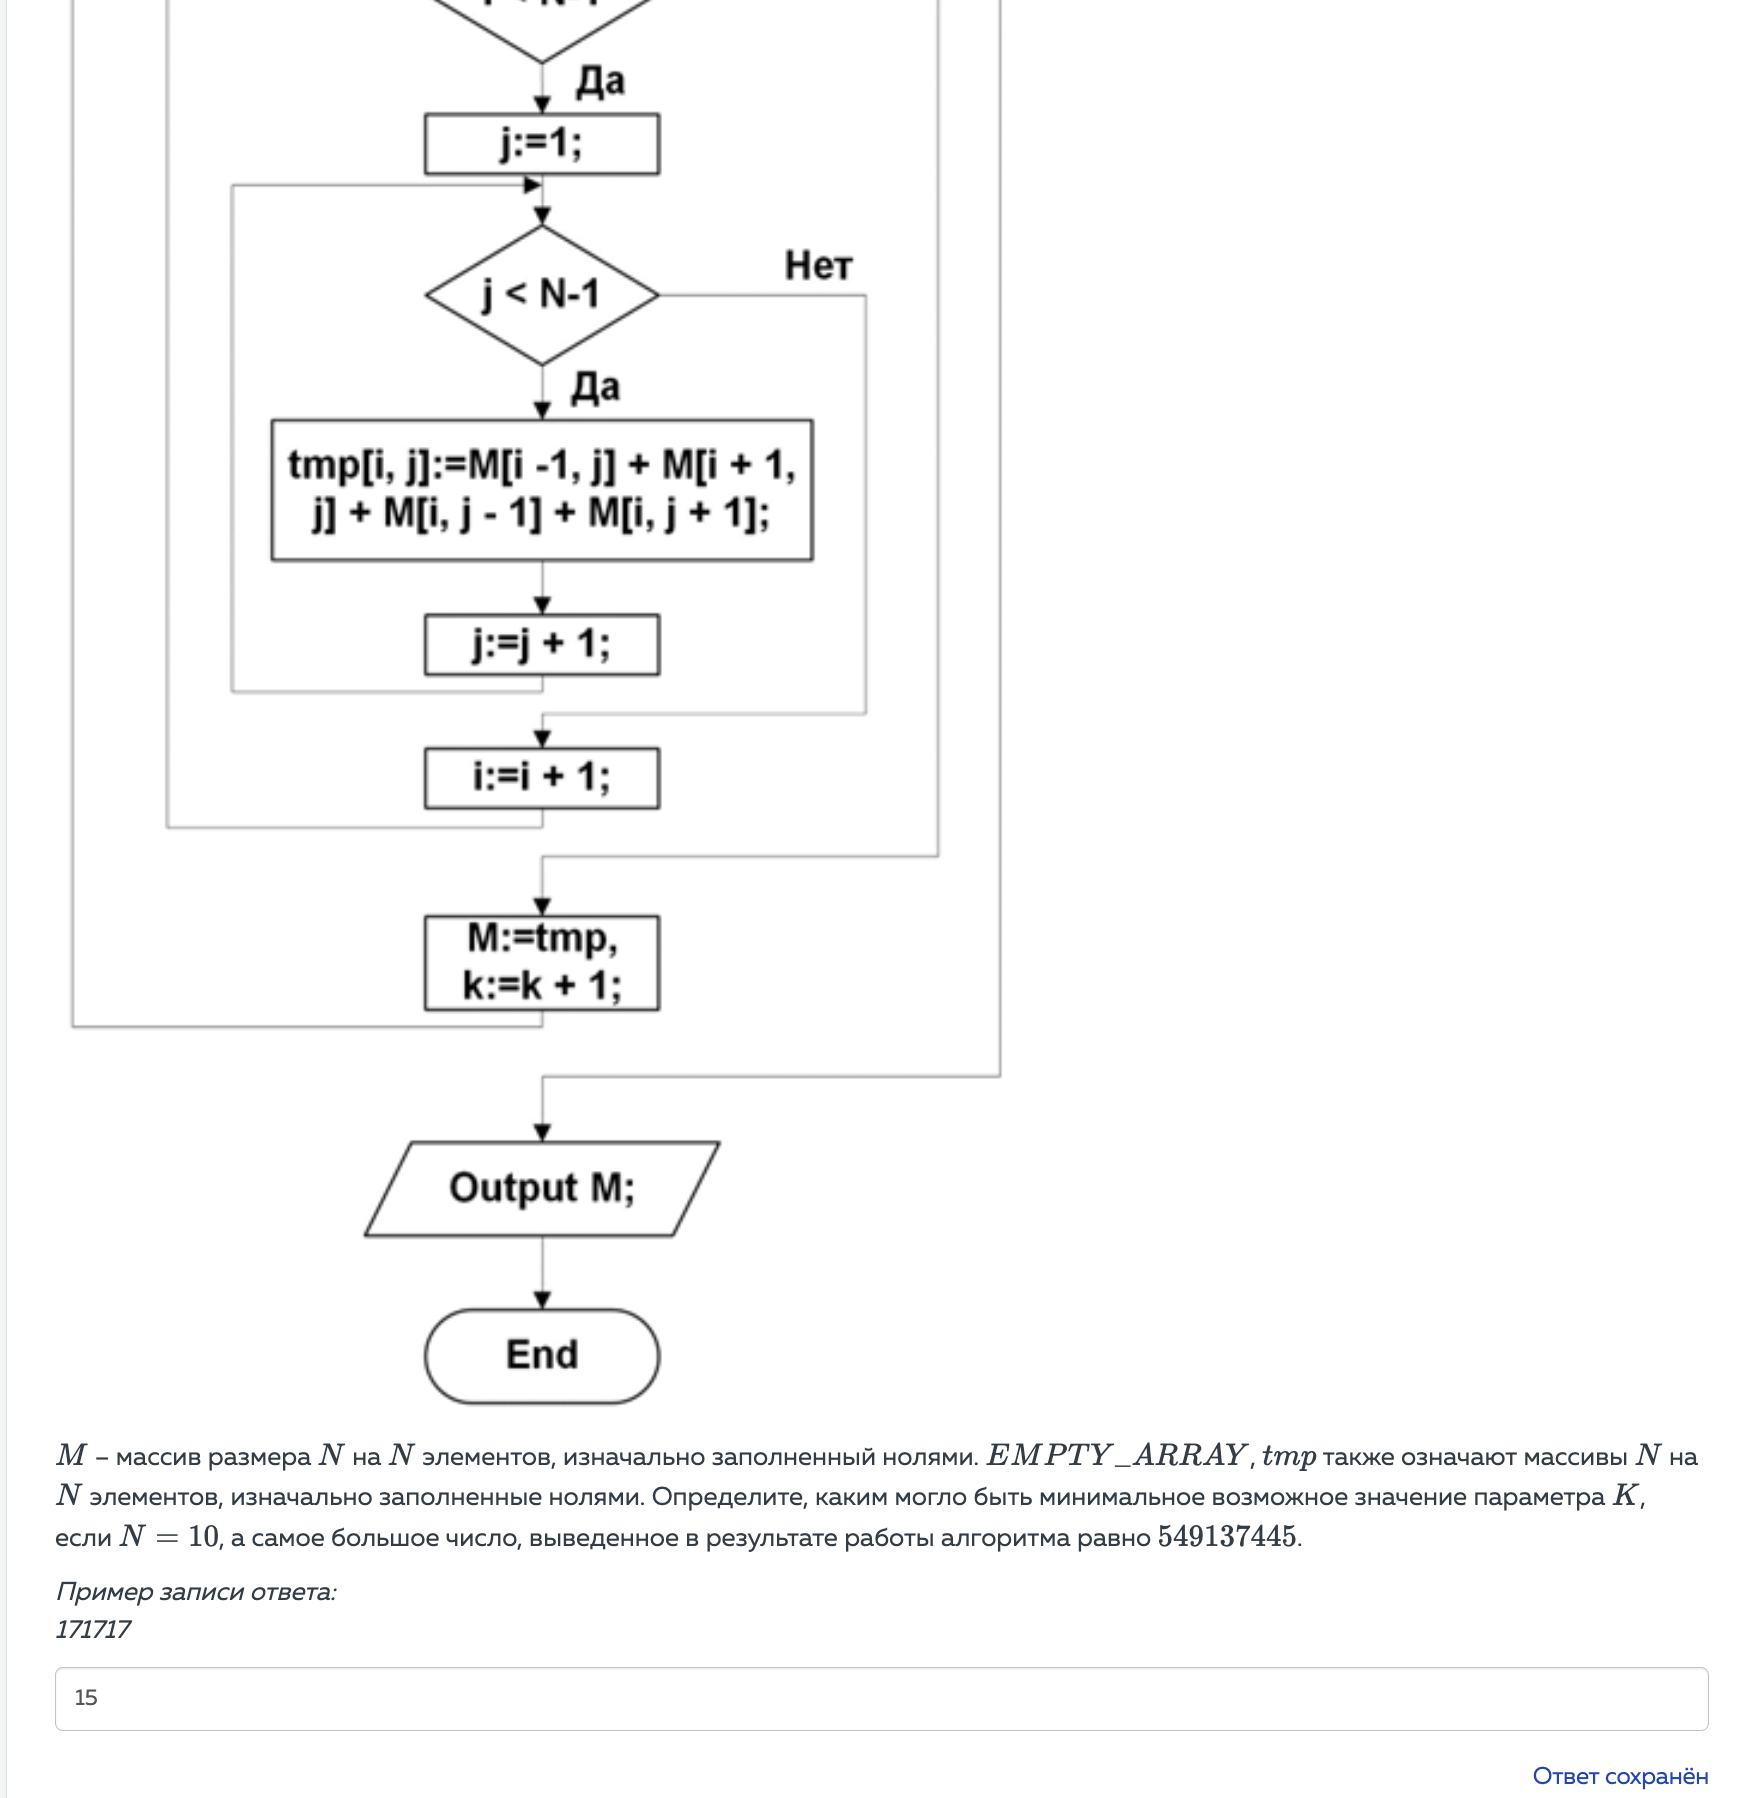 Да
j:=1;
j < N-1
Нет
Да
tmp[i, j]:=M[i -1, j] + M[i + 1,
j] + M[i, j - 1] + M[i, j + 1];
j:=j + 1;
i:=i + 1;
M:=tmp,
k:=k + 1;
Output M;
End
M – массив размера N на N элементов, изначально заполненный нолями. EMPTY_ARRAY, tmp также означают массивы N на
N элементов, изначально заполненные нолями. Определите, каким могло быть минимальное возможное значение параметра K,
если N = 10, а самое большое число, выведенное в результате работы алгоритма равно 549137445.
Пример записи ответа:
171717
15
Ответ сохранён